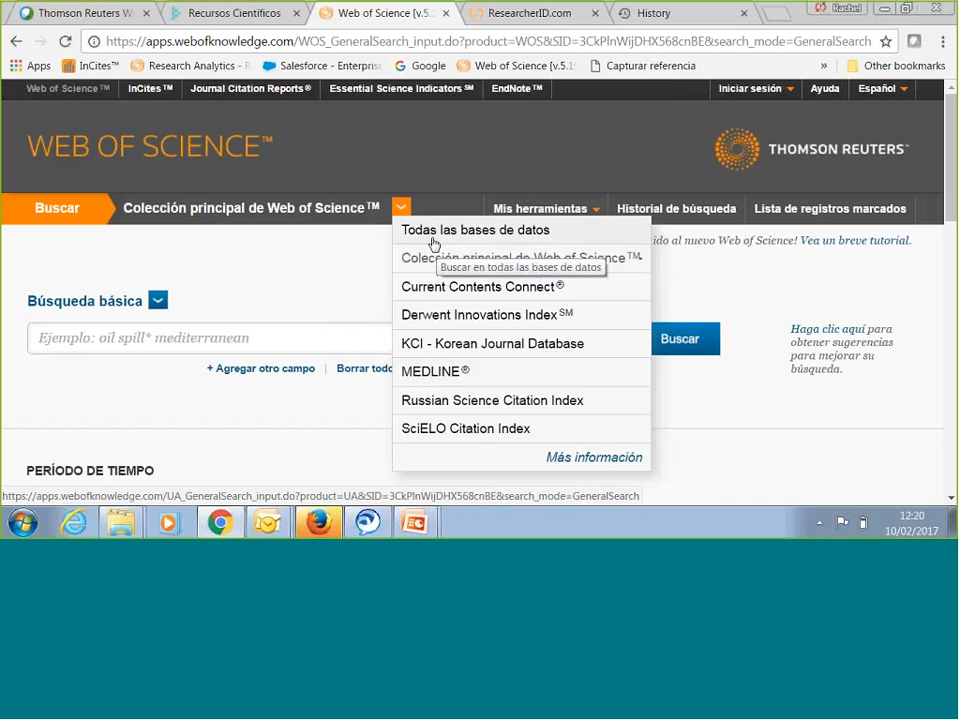 Thomson Reuters W
Recursos Científicos
Web of Science [v.5.
ResearcherID.com
History
Rachel
https://apps.webofknowledge.com/WOS_GeneralSearch_input.do?product=WOS&SID=3CkPlnWijDHX568cnBE&search_mode=GeneralSearch
Apps
InCites™
Research Analytics - R
Salesforce - Enterpris
Google
Web of Science [v.5.1
Capturar referencia
»
Other bookmarks
Web of Science™
InCites™
Journal Citation Reports®
Essential Science Indicators℠
EndNote™
Iniciar sesión
Ayuda
Español
WEB OF SCIENCE™
THOMSON REUTERS™
Buscar
Colección principal de Web of Science™
Mis herramientas
Historial de búsqueda
Lista de registros marcados
Todas las bases de datos
ido al nuevo Web of Science! Vea un breve tutorial.
Colección principal de Web of Science™
Buscar en todas las bases de datos
Current Contents Connect®
Derwent Innovations Index℠
KCI - Korean Journal Database
MEDLINE®
Russian Science Citation Index
SciELO Citation Index
Más información
Búsqueda básica
Ejemplo: oil spill* mediterranean
Buscar
Haga clic aquí para
obtener sugerencias
para mejorar su
búsqueda.
+ Agregar otro campo | Borrar todo
PERÍODO DE TIEMPO
https://apps.webofknowledge.com/UA_GeneralSearch_input.do?product=UA&SID=3CkPlnWijDHX568cnBE&search_mode=GeneralSearch
12:20
10/02/2017